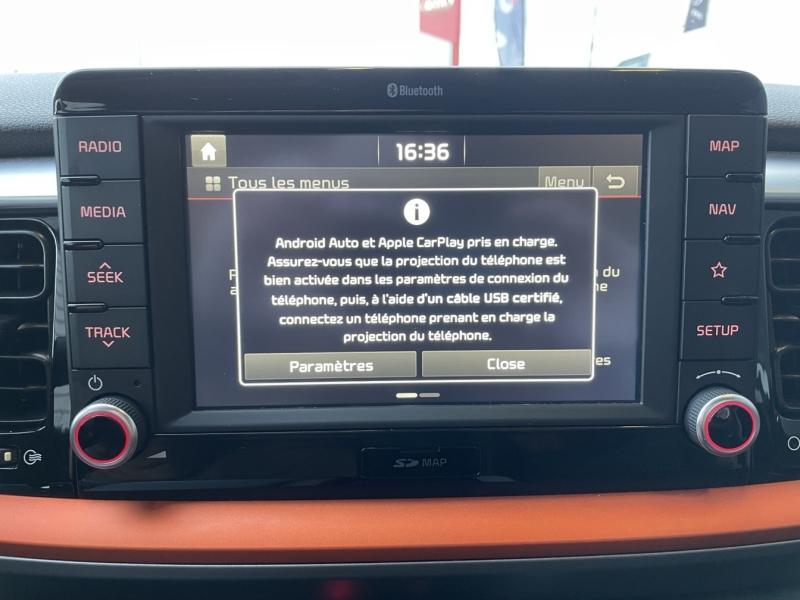 Bluetooth
RADIO
MEDIA
SEEK
TRACK
16:36
Tous les menus
Menu
Android Auto et Apple CarPlay pris en charge.
Assurez-vous que la projection du téléphone est
bien activée dans les paramètres de connexion du
téléphone, puis, à l'aide d'un câble USB certifié,
connectez un téléphone prenant en charge la
projection du téléphone.
Paramètres
Close
du
MAP
NAV
SETUP
SD MAP